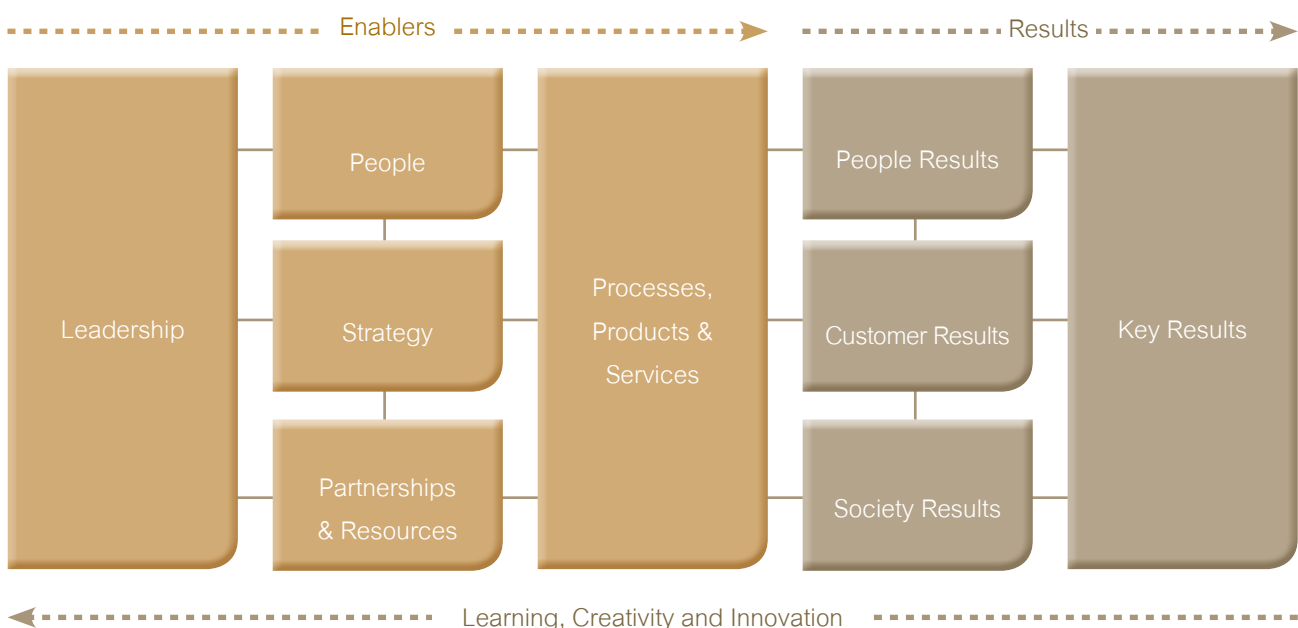 Enablers
Results
Leadership
People
Strategy
Partnerships
& Resources
Processes,
Products &
Services
People Results
Customer Results
Society Results
Key Results
Learning, Creativity and Innovation